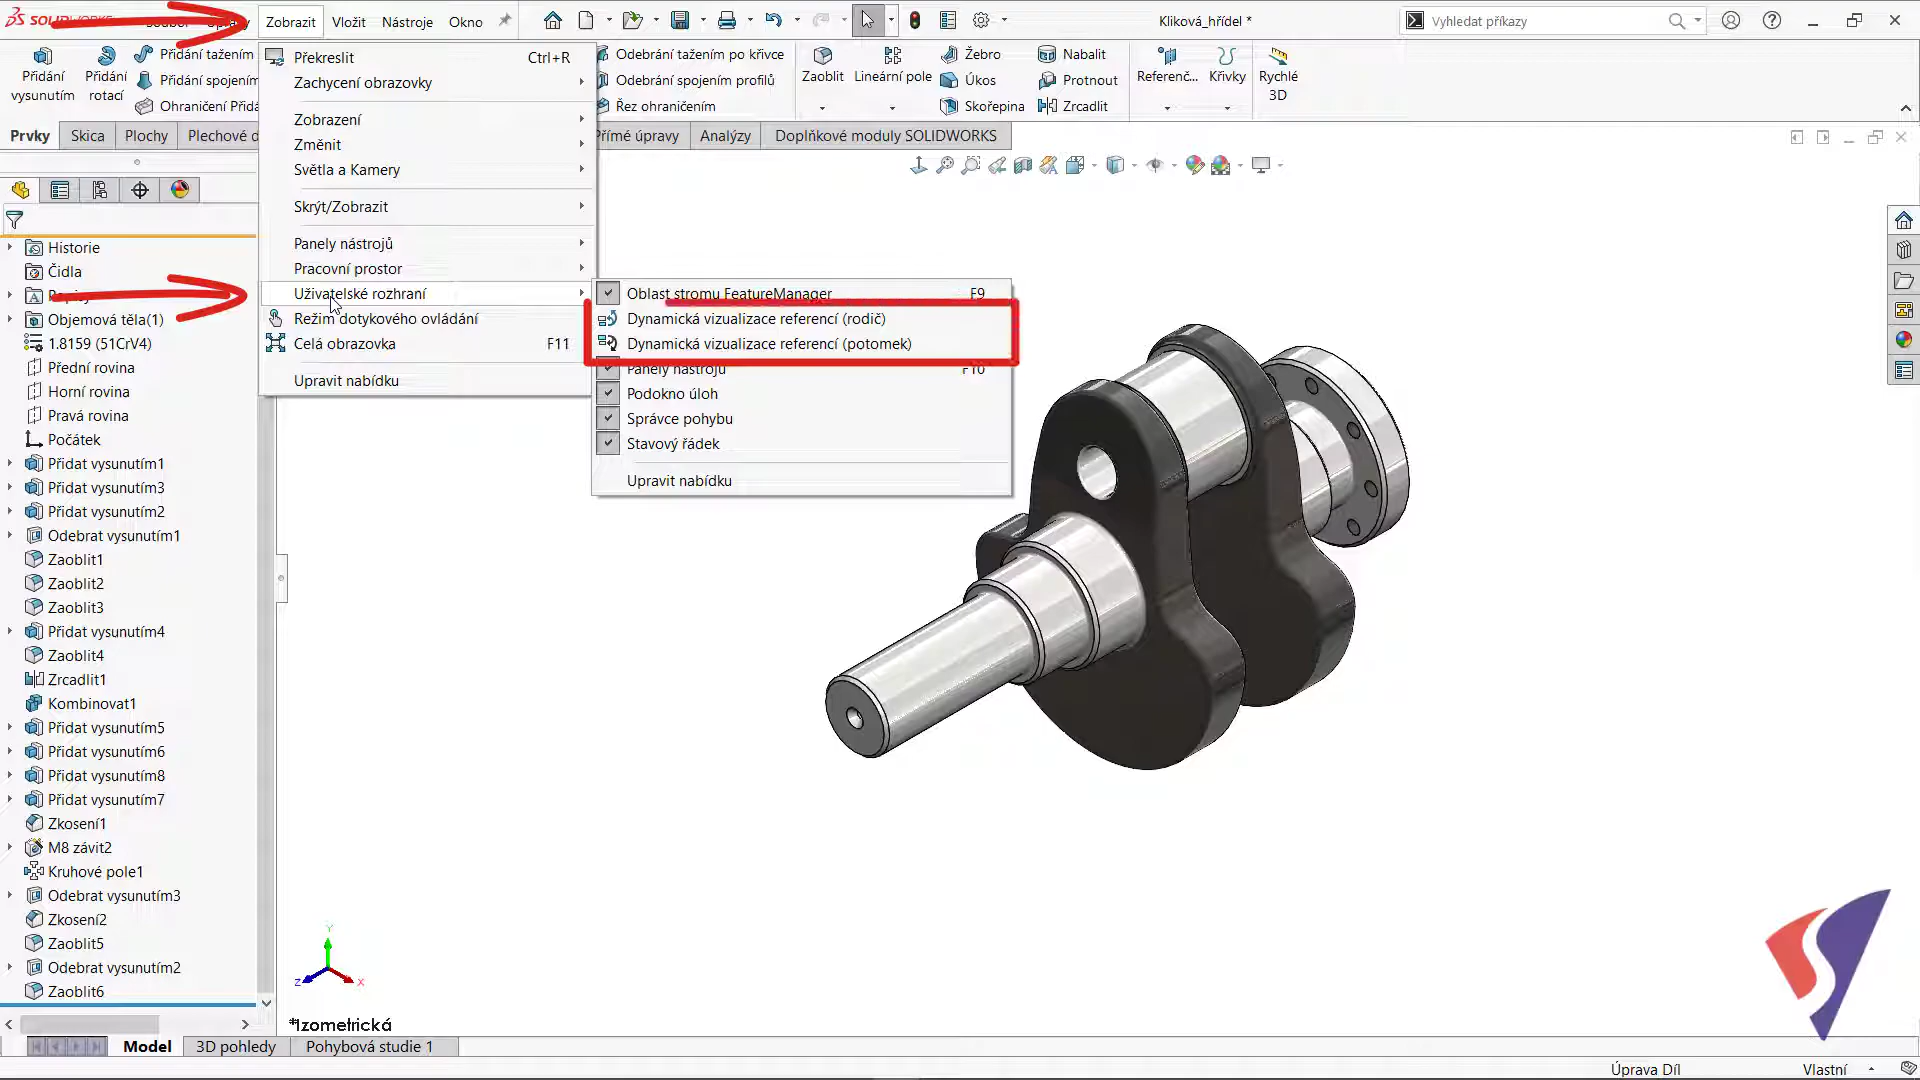 Zobrazit Vložit Nástroje Okno
Kliková_hřídel *
Vyhledat příkazy
Přidání vysunutím
Přidání rotací
Přidání tažením
Přidání spojením
Ohraničení Přidá
Odebrání tažením po křivce
Odebrání spojením profilů
Řez ohraničením
Zaoblit
Lineární pole
Žebro
Úkos
Skořepina
Nabalit
Protnout
Zrcadlit
Referenč...
Křivky
Rychlé 3D
Prvky Skica Plochy Plechové d
Přímé úpravy Analýzy Doplňkové moduly SOLIDWORKS
Překreslit Ctrl+R
Zachycení obrazovky
Zobrazení
Změnit
Světla a Kamery
Skrýt/Zobrazit
Panely nástrojů
Pracovní prostor
Uživatelské rozhraní
Režim dotykového ovládání
Celá obrazovka F11
Upravit nabídku
Oblast stromu FeatureManager F9
Dynamická vizualizace referencí (rodič)
Dynamická vizualizace referencí (potomek)
Panely nástrojů F10
Podokno úloh
Správce pohybu
Stavový řádek
Upravit nabídku
Historie
Čidla
Objemová těla(1)
1.8159 (51CrV4)
Přední rovina
Horní rovina
Pravá rovina
Počátek
Přidat vysunutím1
Přidat vysunutím3
Přidat vysunutím2
Odebrat vysunutím1
Zaoblit1
Zaoblit2
Zaoblit3
Přidat vysunutím4
Zaoblit4
Zrcadlit1
Kombinovat1
Přidat vysunutím5
Přidat vysunutím6
Přidat vysunutím8
Přidat vysunutím7
Zkosení1
M8 závit2
Kruhové pole1
Odebrat vysunutím3
Zkosení2
Zaoblit5
Odebrat vysunutím2
Zaoblit6
Y
Z X
*Izometrická
Model 3D pohledy Pohybová studie 1
Úprava Díl Vlastní